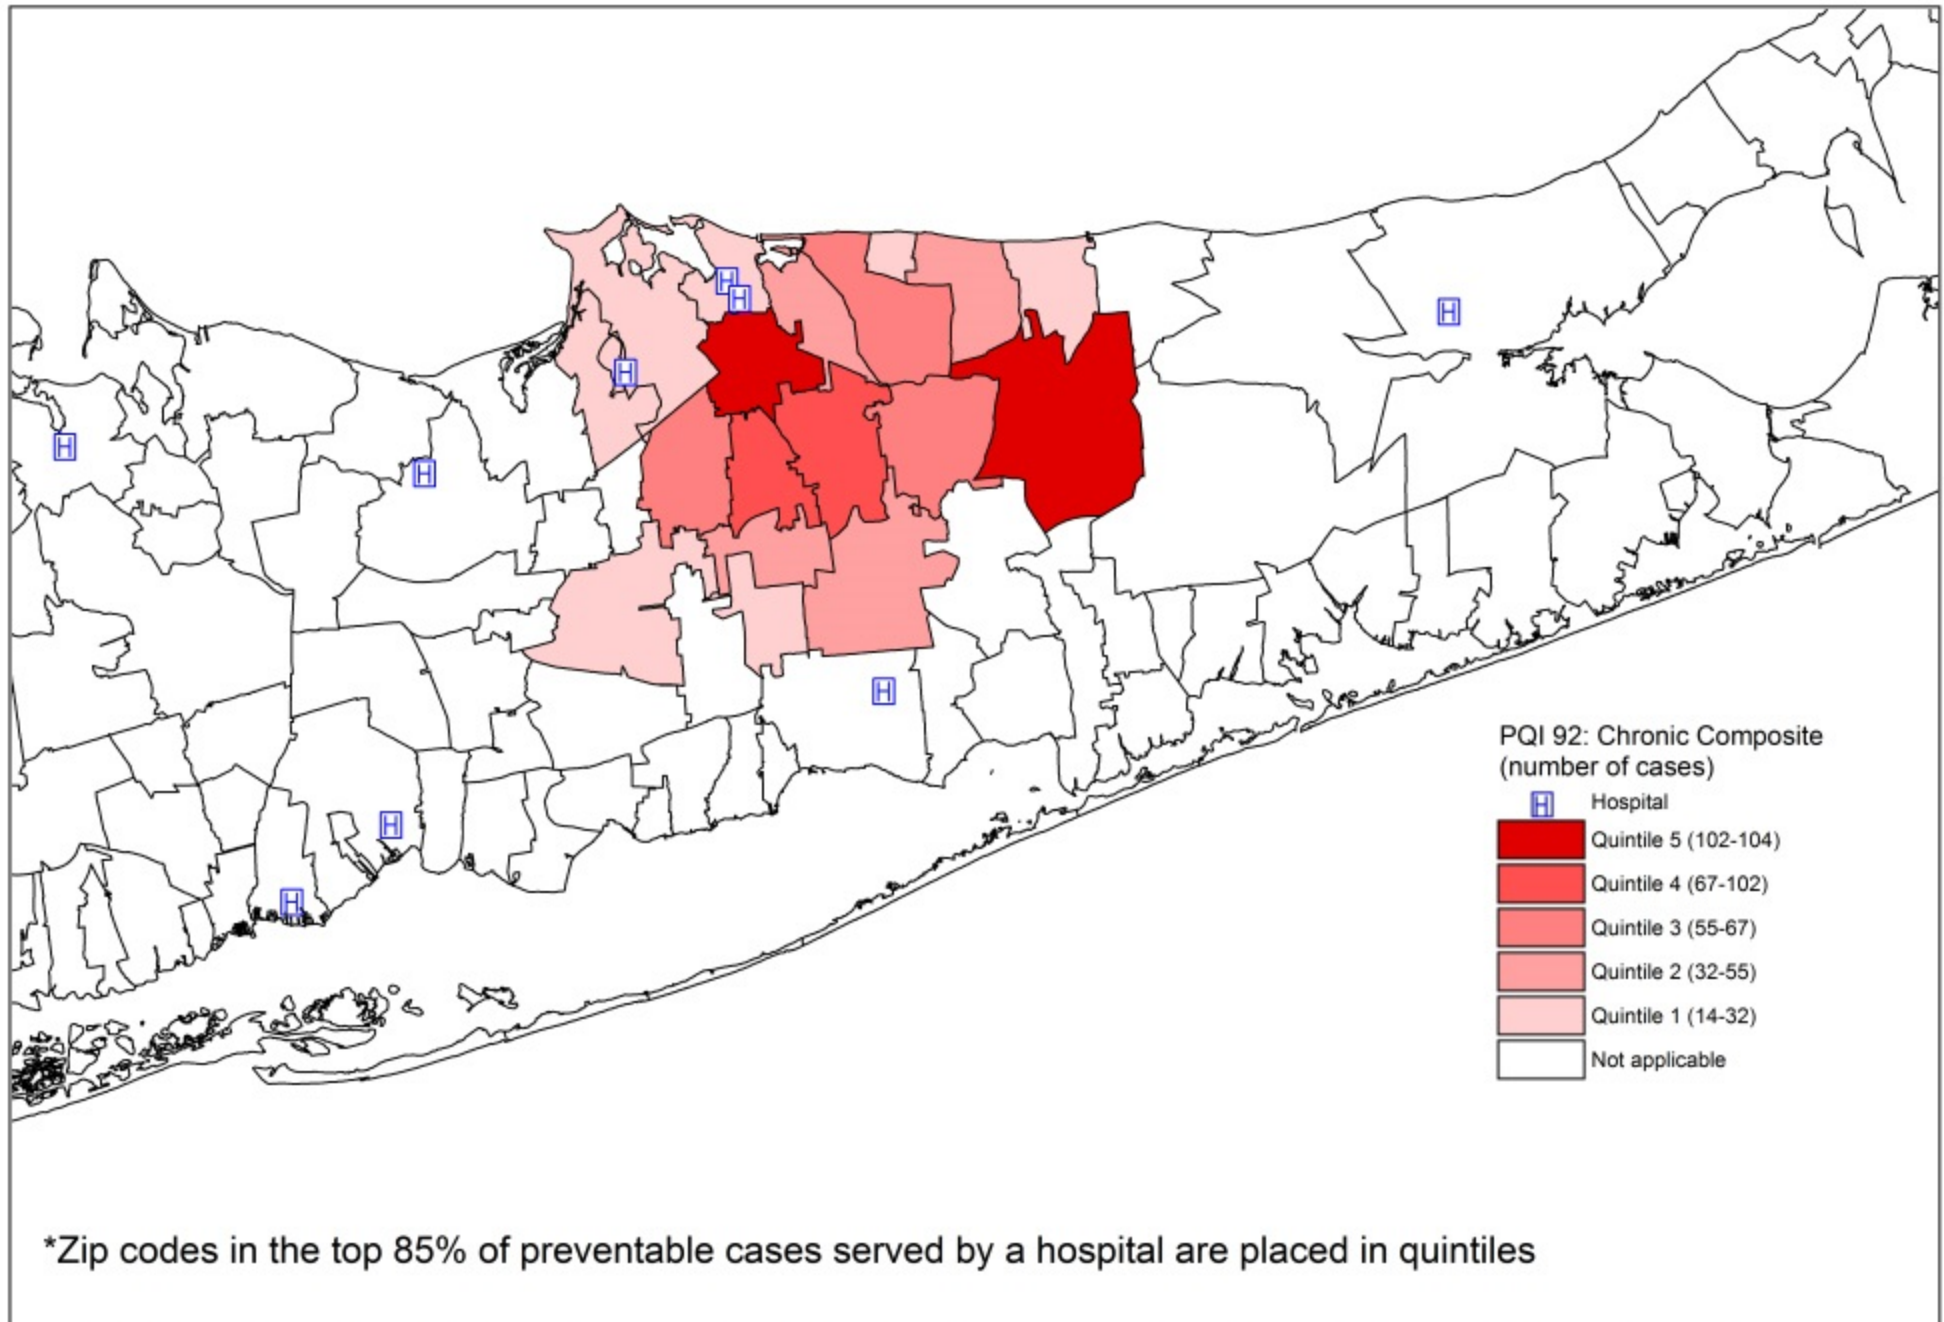 H
H
H
H
H
H
H
H
H
H
PQI 92: Chronic Composite
(number of cases)
H Hospital
Quintile 5 (102-104)
Quintile 4 (67-102)
Quintile 3 (55-67)
Quintile 2 (32-55)
Quintile 1 (14-32)
Not applicable
*Zip codes in the top 85% of preventable cases served by a hospital are placed in quintiles